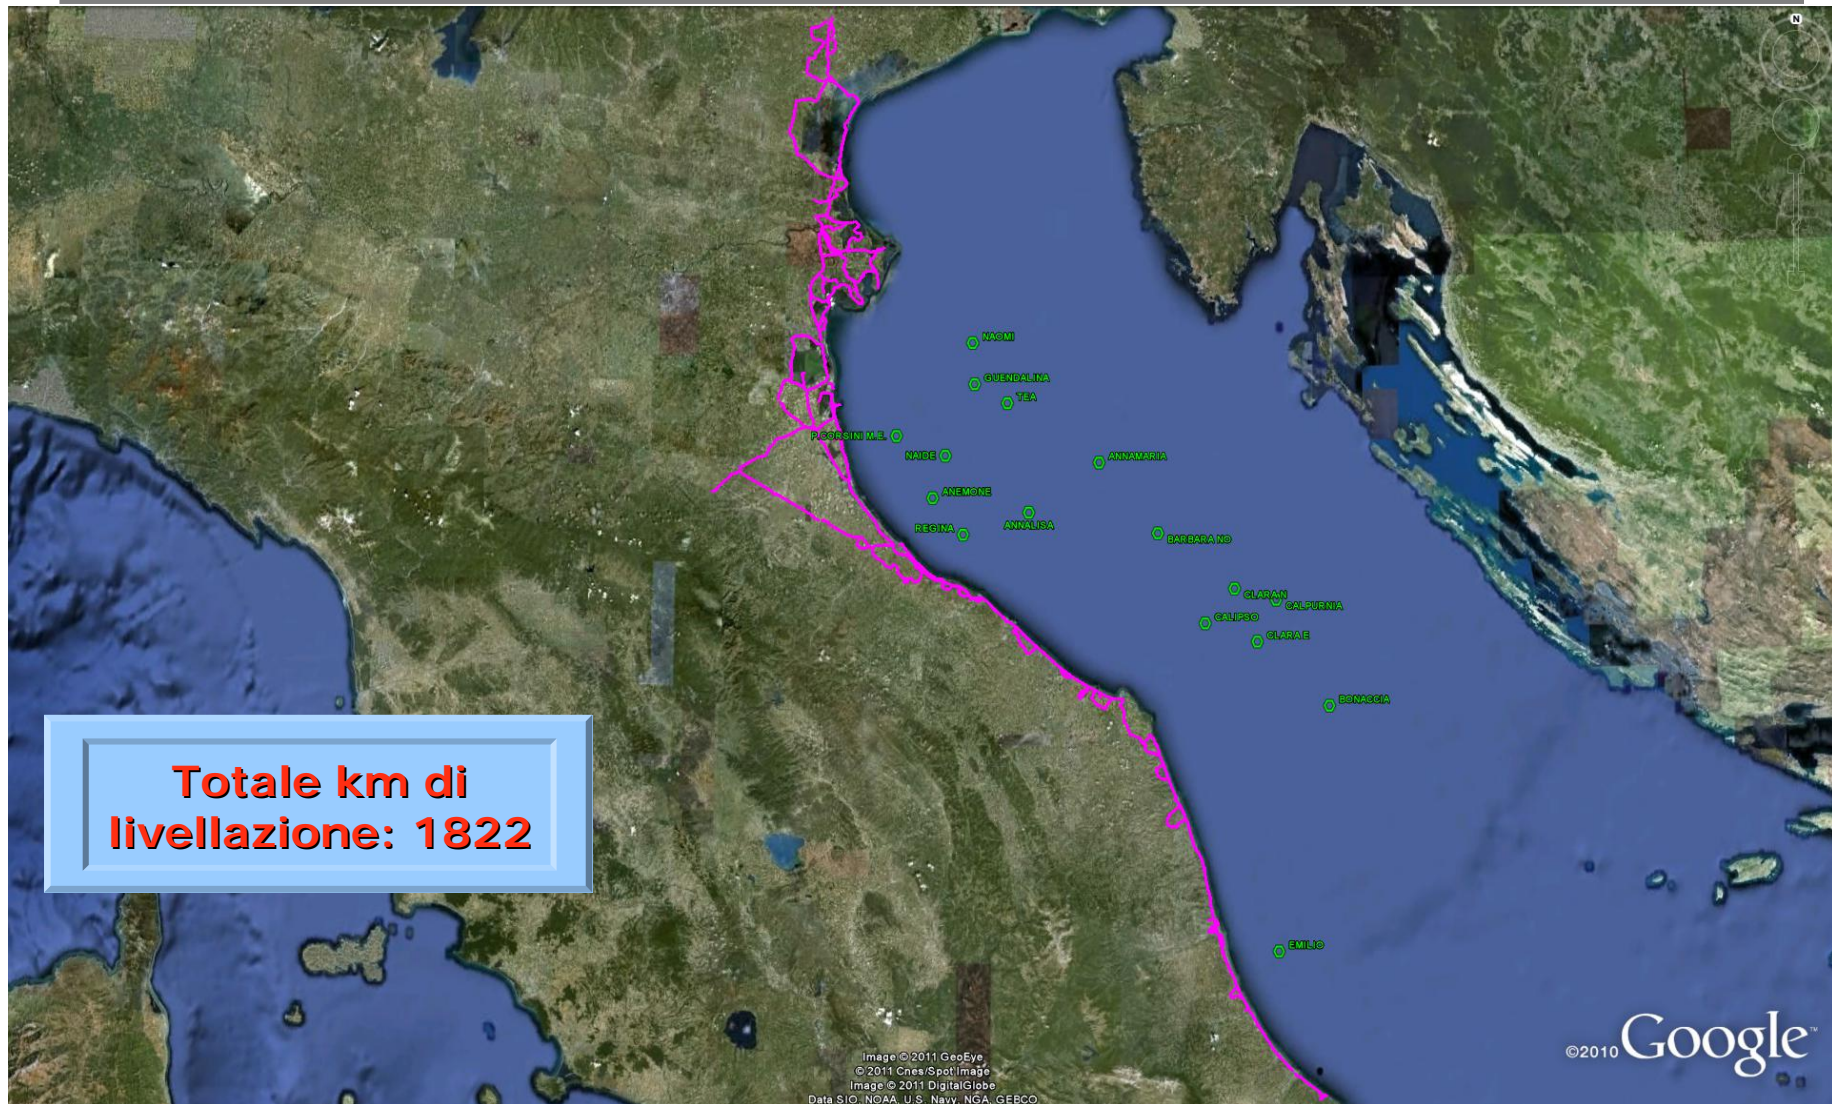 N
NAOMI
GUENDALINA
TEA
P.CORSINI M.E.
NAIDE
ANNAMARIA
ANEMONE
ANNALISA
REGINA
BARBARA NO
CLARA N
CALPURNIA
CALIPSO
CLARA E
BONACCIA
Totale km di
livellazione: 1822
EMILIO
Image © 2011 GeoEye
© 2011 Cnes/Spot Image
Image © 2011 DigitalGlobe
Data SIO, NOAA, U.S. Navy, NGA, GEBCO
©2010 Google™